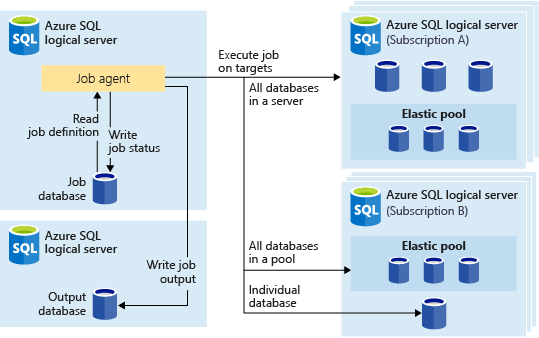 Azure SQL
logical server
SQL
Job agent
Read
job definition
Write
job status
Job
database
Azure SQL
logical server
SQL
Write job
output
Output
database
Execute job
on targets
All databases
in a server
All databases
in a pool
Individual
database
Azure SQL logical server
(Subscription A)
SQL
Elastic pool
Azure SQL logical server
(Subscription B)
SQL
Elastic pool